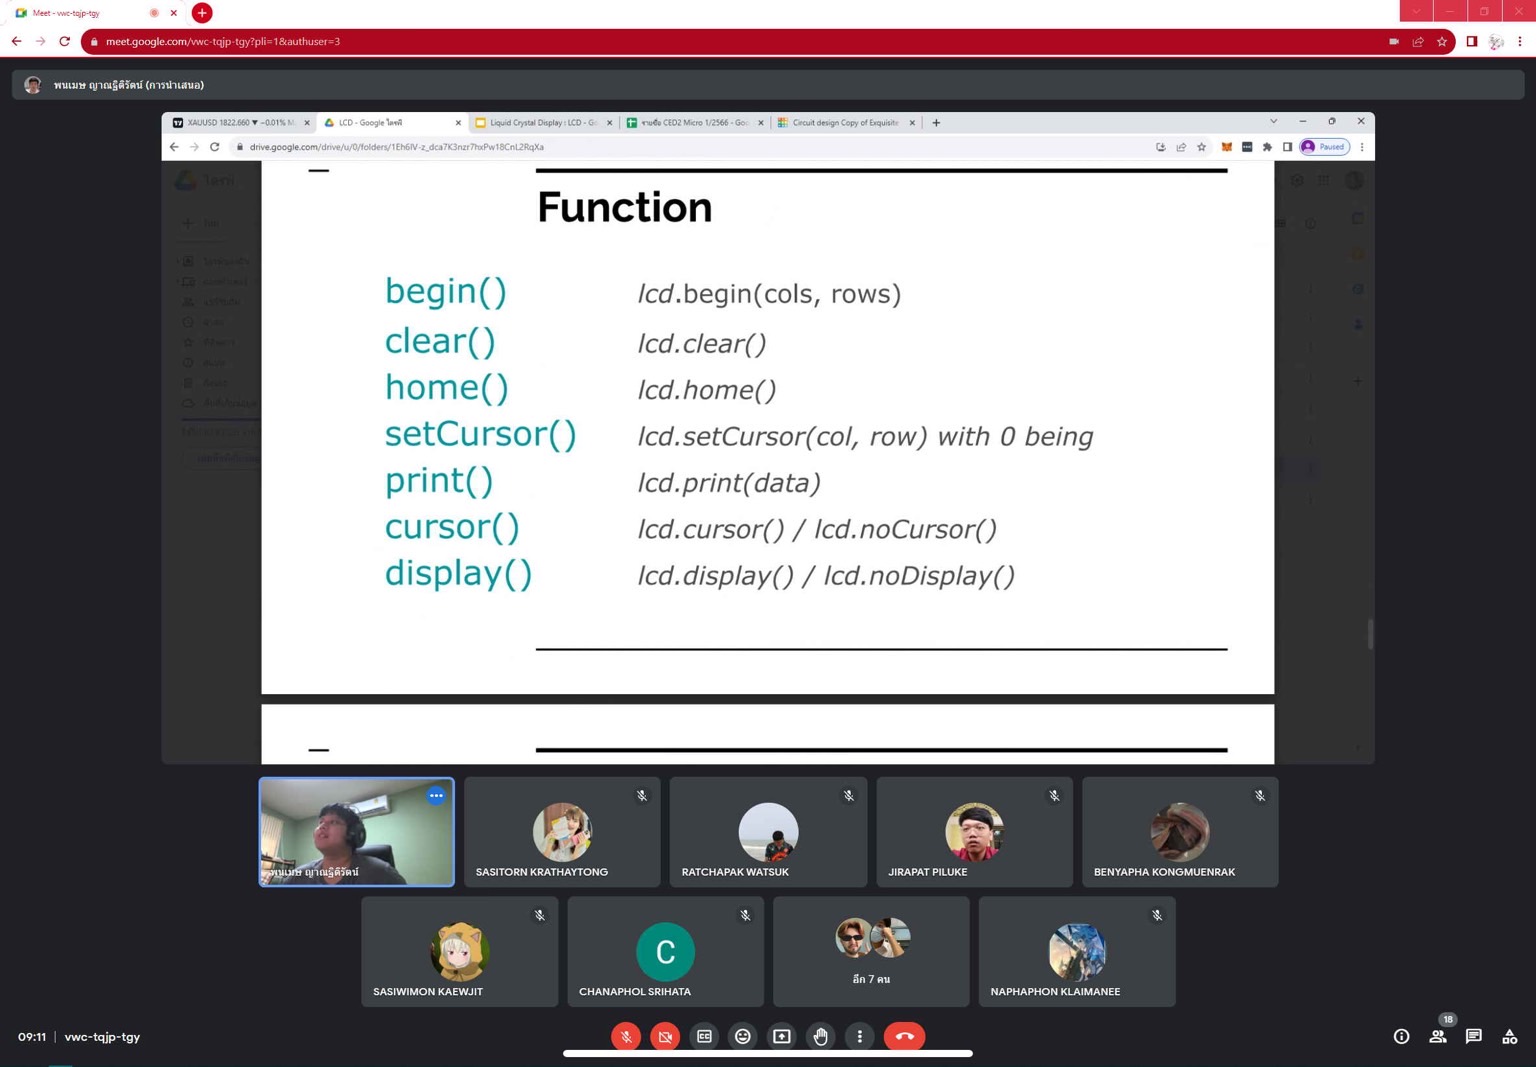 Meet - vwc-tqjp-tgy
meet.google.com/vwc-tqjp-tgy?pli=1&authuser=3
พนเมษ ญาณฐิติรัตน์ (การนำเสนอ)
XAUUSD 1822.660 ▼ −0.01% M
LCD - Google ไดรฟ์
Liquid Crystal Display : LCD - Go
รายชื่อ CED2 Micro 1/2566 - Goo
Circuit design Copy of Exquisite
drive.google.com/drive/u/0/folders/1Eh6lV-z_dca7K3nzr7hxPw18CnL2RqXa
Paused
Function
begin() lcd.begin(cols, rows)
clear() lcd.clear()
home() lcd.home()
setCursor() lcd.setCursor(col, row) with 0 being
print() lcd.print(data)
cursor() lcd.cursor() / lcd.noCursor()
display() lcd.display() / lcd.noDisplay()
พนเมษ ญาณฐิติรัตน์
SASITORN KRATHAYTONG
RATCHAPAK WATSUK
JIRAPAT PILUKE
BENYAPHA KONGMUENRAK
SASIWIMON KAEWJIT
C
CHANAPHOL SRIHATA
อีก 7 คน
NAPHAPHON KLAIMANEE
09:11 | vwc-tqjp-tgy
18